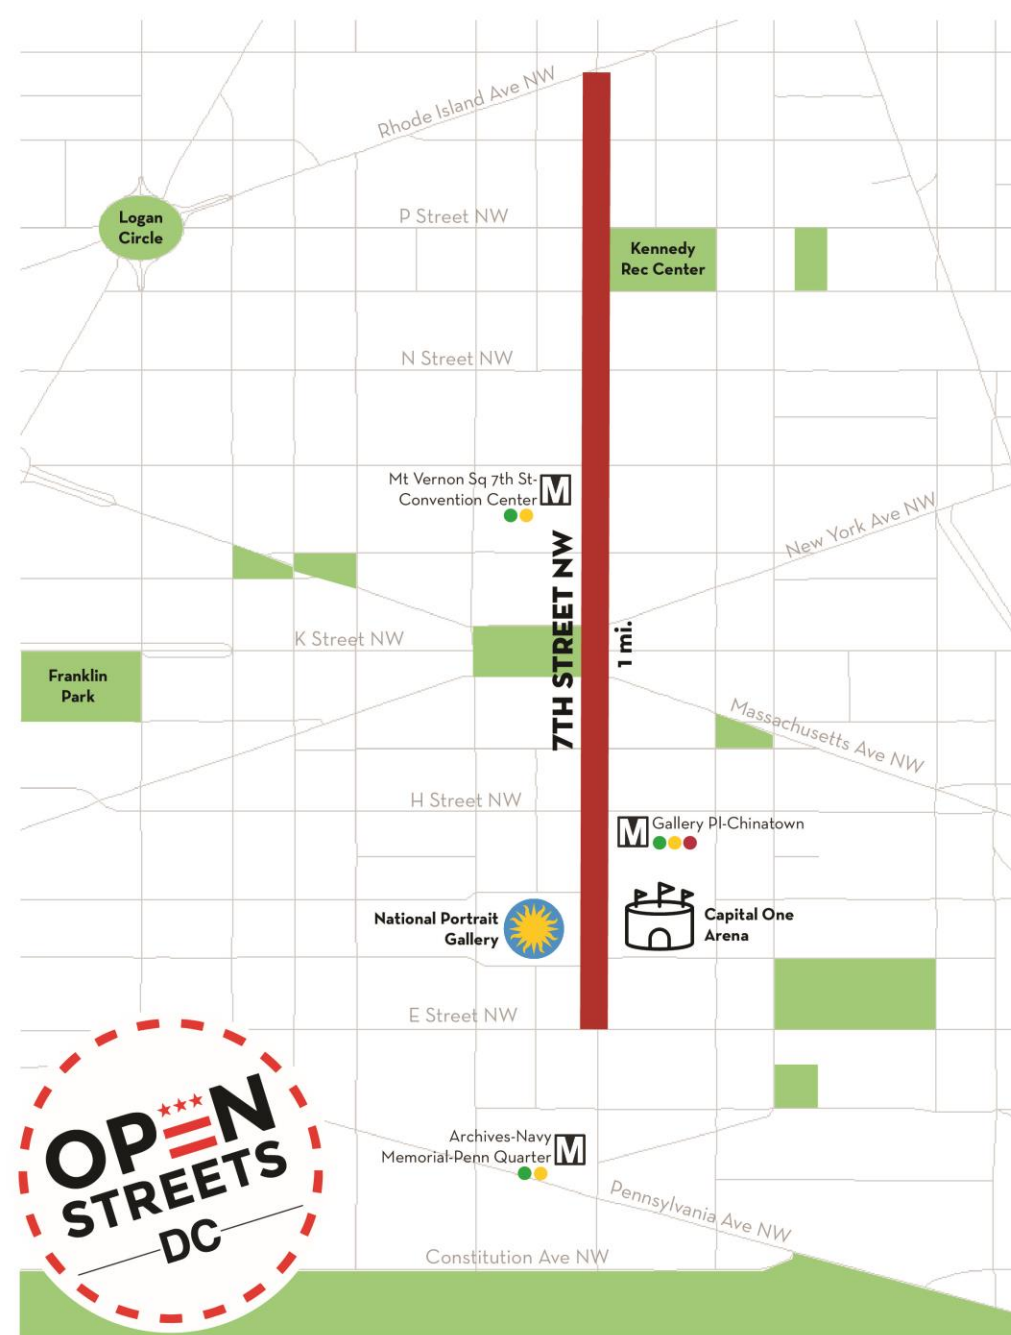 Rhode Island Ave NW
Logan
Circle
P Street NW
Kennedy
Rec Center
N Street NW
Mt Vernon Sq 7th St-
Convention Center
M
New York Ave NW
7TH STREET NW
1 mi.
K Street NW
Franklin
Park
Massachusetts Ave NW
H Street NW
M
Gallery Pl-Chinatown
National Portrait
Gallery
Capital One
Arena
E Street NW
OPEN
STREETS
DC
Archives-Navy
Memorial-Penn Quarter
M
Pennsylvania Ave NW
Constitution Ave NW